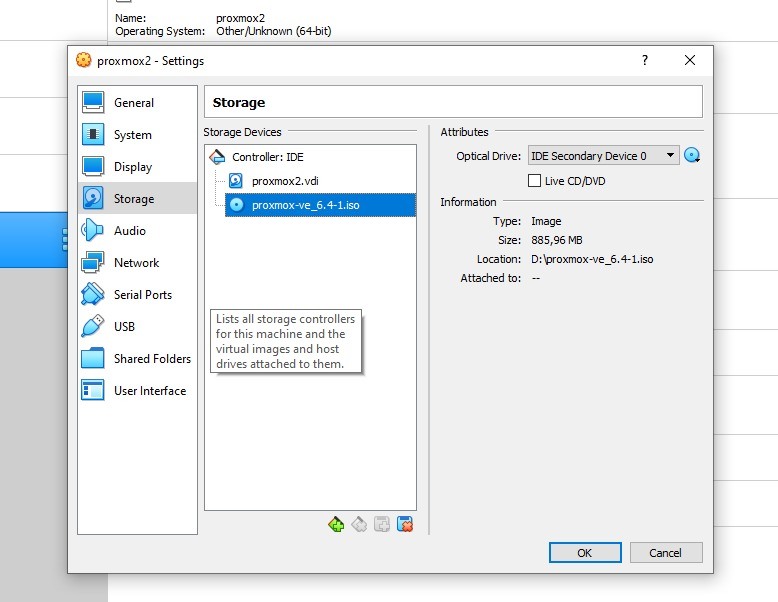 Name: proxmox2
Operating System: Other/Unknown (64-bit)
proxmox2 - Settings
?
General
System
Display
Storage
Audio
Network
Serial Ports
USB
Shared Folders
User Interface
Storage
Storage Devices
Controller: IDE
proxmox2.vdi
proxmox-ve_6.4-1.iso
Lists all storage controllers
for this machine and the
virtual images and host
drives attached to them.
Attributes
Optical Drive: IDE Secondary Device 0
Live CD/DVD
Information
Type: Image
Size: 885,96 MB
Location: D:\proxmox-ve_6.4-1.iso
Attached to: --
OK
Cancel